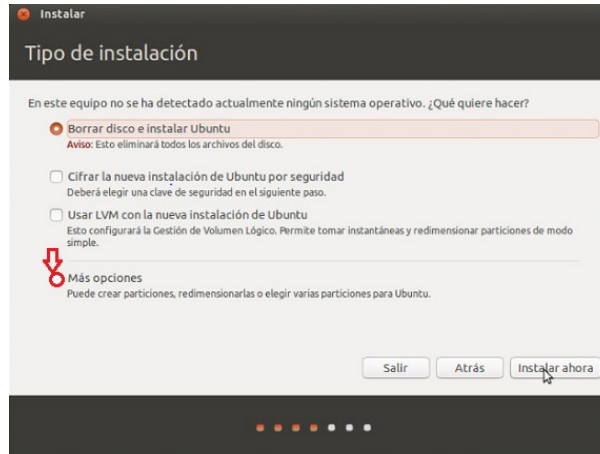 Instalar
Tipo de instalación
En este equipo no se ha detectado actualmente ningún sistema operativo. ¿Qué quiere hacer?
Borrar disco e instalar Ubuntu
Aviso: Esto eliminará todos los archivos del disco.
Cifrar la nueva instalación de Ubuntu por seguridad
Deberá elegir una clave de seguridad en el siguiente paso.
Usar LVM con la nueva instalación de Ubuntu
Esto configurará la Gestión de Volumen Lógico. Permite tomar instantáneas y redimensionar particiones de modo
simple.
Más opciones
Puede crear particiones, redimensionarlas o elegir varias particiones para Ubuntu.
Salir Atrás Instalar ahora